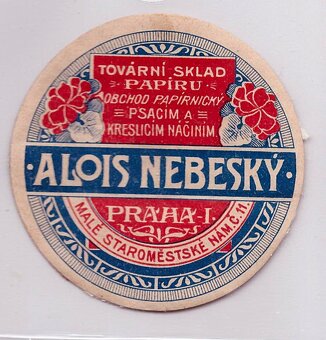 TOVÁRNÍ SKLAD
PAPÍRU
OBCHOD PAPÍRNICKÝ
PSACÍM A
KRESLICÍM NÁČINÍM.
·ALOIS NEBESKÝ·
PRAHA-I.
MALÉ STAROMĚSTSKÉ NÁM. Č. 11.